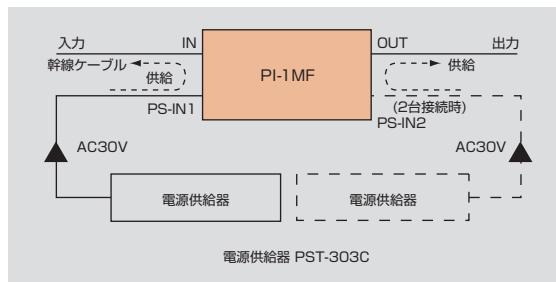 入力
IN
OUT
出力
幹線ケーブル
供給
PI-1MF
供給
PS-IN1
(2台接続時)
PS-IN2
AC30V
AC30V
電源供給器
電源供給器
電源供給器 PST-303C